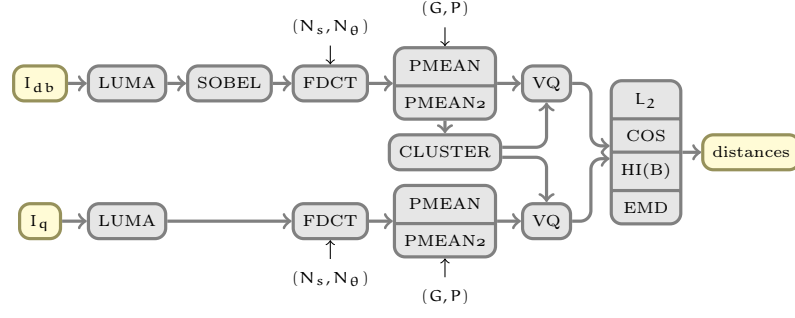 (G, P)
(N_s, N_θ)
I_db
LUMA
SOBEL
FDCT
PMEAN
PMEAN2
VQ
CLUSTER
L_2
COS
HI(B)
EMD
distances
I_q
LUMA
FDCT
PMEAN
PMEAN2
VQ
(N_s, N_θ)
(G, P)